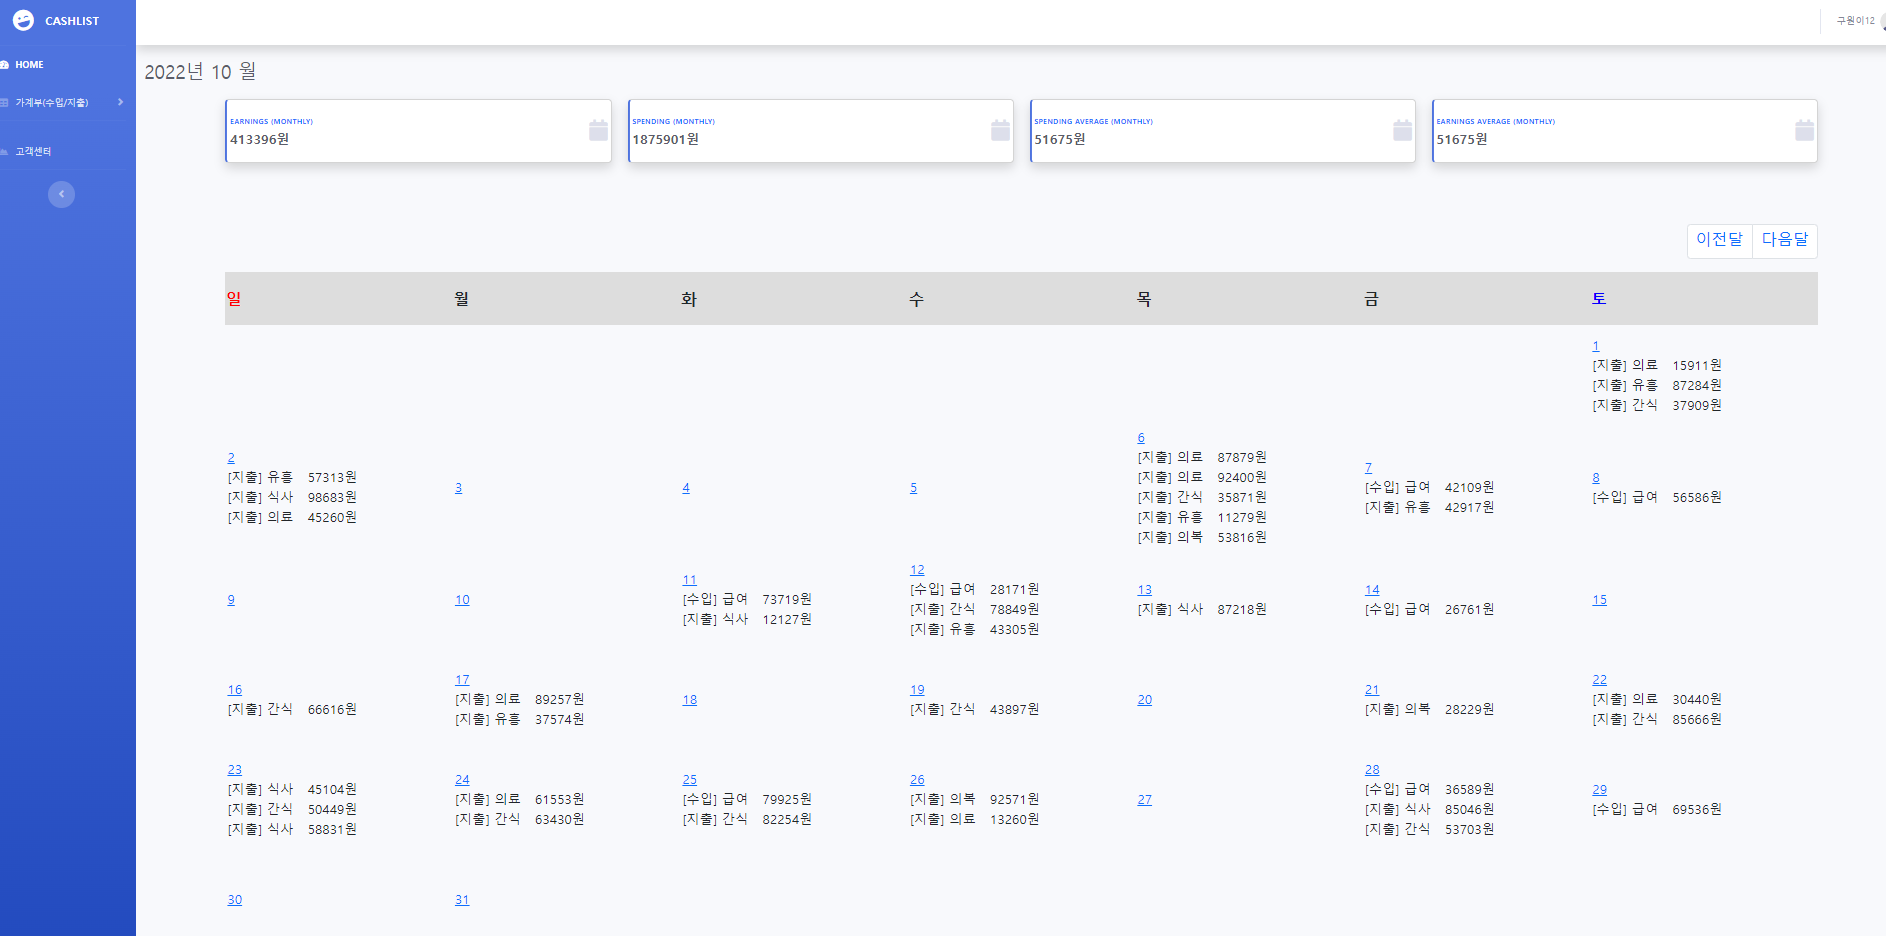 CASHLIST
구원이12
HOME
가계부(수입/지출)
고객센터
2022년 10 월
EARNINGS (MONTHLY)
413396원
SPENDING (MONTHLY)
1875901원
SPENDING AVERAGE (MONTHLY)
51675원
EARNINGS AVERAGE (MONTHLY)
51675원
이전달 다음달
일 월 화 수 목 금 토
1
[지출] 의료 15911원
[지출] 유흥 87284원
[지출] 간식 37909원
2
[지출] 유흥 57313원
[지출] 식사 98683원
[지출] 의료 45260원
3
4
5
6
[지출] 의료 87879원
[지출] 의료 92400원
[지출] 간식 35871원
[지출] 유흥 11279원
[지출] 의복 53816원
7
[수입] 급여 42109원
[지출] 유흥 42917원
8
[수입] 급여 56586원
9
10
11
[수입] 급여 73719원
[지출] 식사 12127원
12
[수입] 급여 28171원
[지출] 간식 78849원
[지출] 유흥 43305원
13
[지출] 식사 87218원
14
[수입] 급여 26761원
15
16
[지출] 간식 66616원
17
[지출] 의료 89257원
[지출] 유흥 37574원
18
19
[지출] 간식 43897원
20
21
[지출] 의복 28229원
22
[지출] 의료 30440원
[지출] 간식 85666원
23
[지출] 식사 45104원
[지출] 간식 50449원
[지출] 식사 58831원
24
[지출] 의료 61553원
[지출] 간식 63430원
25
[수입] 급여 79925원
[지출] 간식 82254원
26
[지출] 의복 92571원
[지출] 의료 13260원
27
28
[수입] 급여 36589원
[지출] 식사 85046원
[지출] 간식 53703원
29
[수입] 급여 69536원
30
31